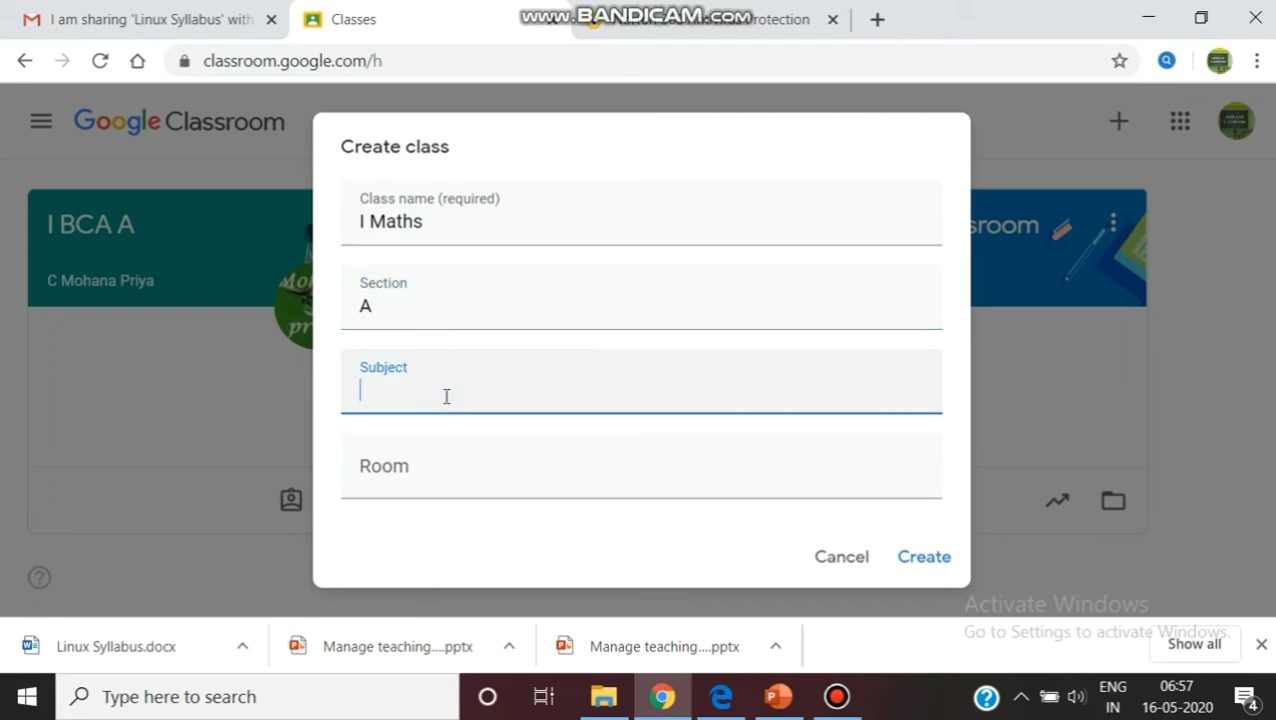 I am sharing 'Linux Syllabus' with
Classes
www.BANDICAM.com
Protection
classroom.google.com/h
Google Classroom
Create class
Class name (required)
I Maths
Section
A
Subject
Room
Cancel
Create
I BCA A
C Mohana Priya
sroom
Activate Windows
Go to Settings to activate Windows.
Linux Syllabus.docx
Manage teaching....pptx
Manage teaching....pptx
Show all
Type here to search
ENG
IN
06:57
16-05-2020
4